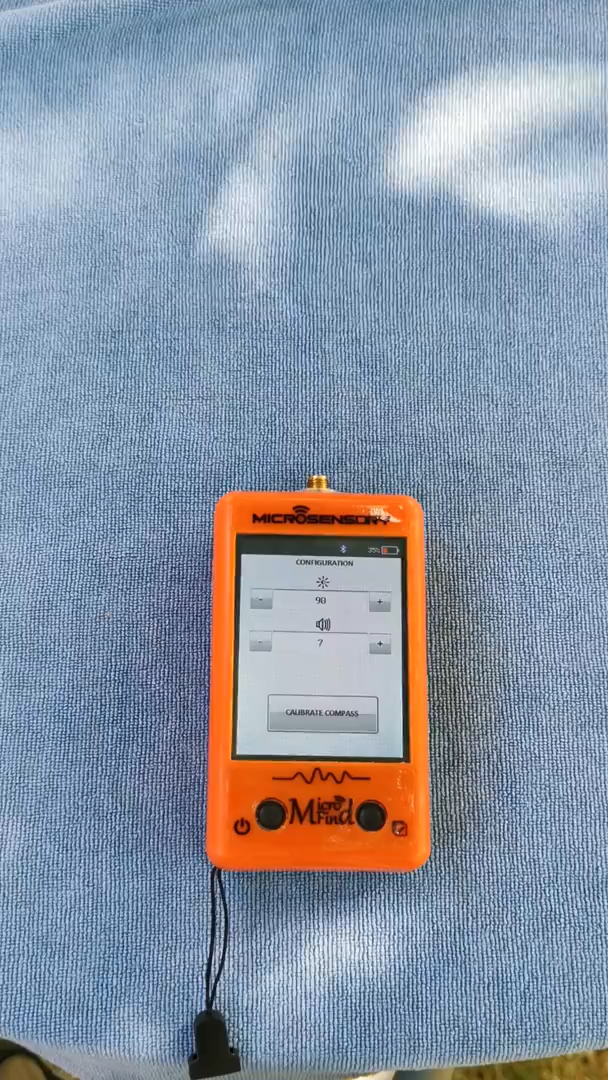 MICROSENSORY
35%
CONFIGURATION
-
90
+
-
7
+
CALIBRATE COMPASS
Micro
Find